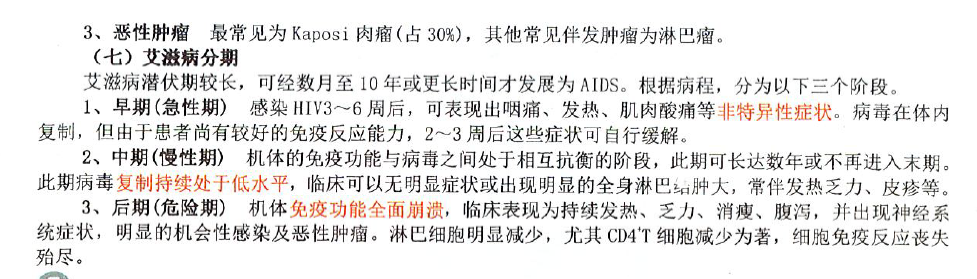 3、恶性肿瘤　最常见为 Kaposi 肉瘤(占 30%)，其他常见伴发肿瘤为淋巴瘤。
（七）艾滋病分期
艾滋病潜伏期较长，可经数月至 10 年或更长时间才发展为 AIDS。根据病程，分为以下三个阶段。
1、早期(急性期)　感染 HIV3～6 周后，可表现出咽痛、发热、肌肉酸痛等非特异性症状。病毒在体内
复制，但由于患者尚有较好的免疫反应能力，2～3 周后这些症状可自行缓解。
2、中期(慢性期)　机体的免疫功能与病毒之间处于相互抗衡的阶段，此期可长达数年或不再进入末期。
此期病毒复制持续处于低水平，临床可以无明显症状或出现明显的全身淋巴结肿大，常伴发热乏力、皮疹等。
3、后期(危险期)　机体免疫功能全面崩溃，临床表现为持续发热、乏力、消瘦、腹泻，并出现神经系
统症状，明显的机会性感染及恶性肿瘤。淋巴细胞明显减少，尤其 CD4⁺T 细胞减少为著，细胞免疫反应丧失
殆尽。